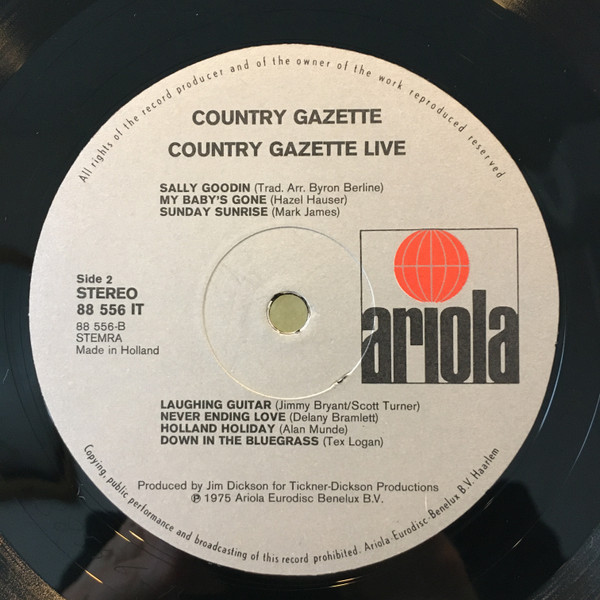 All rights of the record producer and of the owner of the work reproduced reserved
COUNTRY GAZETTE
COUNTRY GAZETTE LIVE
SALLY GOODIN (Trad. Arr. Byron Berline)
MY BABY'S GONE (Hazel Hauser)
SUNDAY SUNRISE (Mark James)
Side 2
STEREO
88 556 IT
88 556-B
STEMRA
Made in Holland
ariola
LAUGHING GUITAR (Jimmy Bryant/Scott Turner)
NEVER ENDING LOVE (Delany Bramlett)
HOLLAND HOLIDAY (Alan Munde)
DOWN IN THE BLUEGRASS (Tex Logan)
Produced by Jim Dickson for Tickner-Dickson Productions
℗ 1975 Ariola Eurodisc Benelux B.V.
Copying, public performance and broadcasting of this record prohibited. Ariola-Eurodisc Benelux B.V. Haarlem